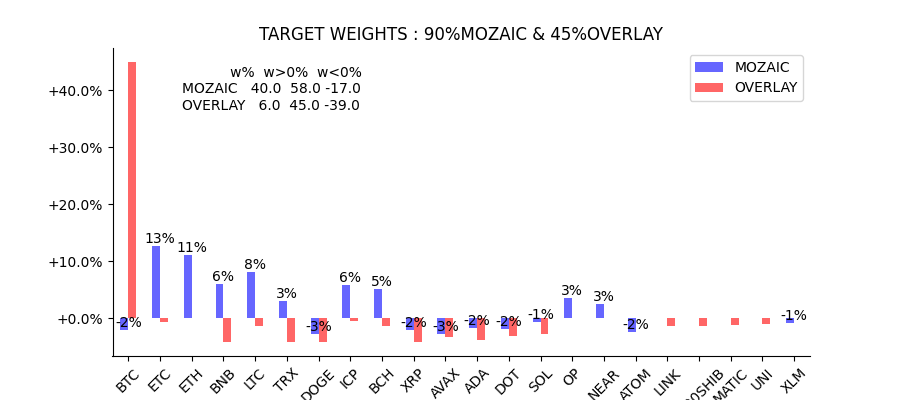 TARGET WEIGHTS : 90%MOZAIC & 45%OVERLAY
w% w>0% w<0%
MOZAIC 40.0 58.0 -17.0
OVERLAY 6.0 45.0 -39.0
MOZAIC
OVERLAY
+40.0%
+30.0%
+20.0%
+10.0%
+0.0%
-2%
13%
11%
6%
8%
3%
-3%
6%
5%
-2%
-3%
-2%
-2%
-1%
3%
3%
-2%
-1%
BTC
ETC
ETH
BNB
LTC
TRX
DOGE
ICP
BCH
XRP
AVAX
ADA
DOT
SOL
OP
NEAR
ATOM
LINK
00SHIB
MATIC
UNI
XLM